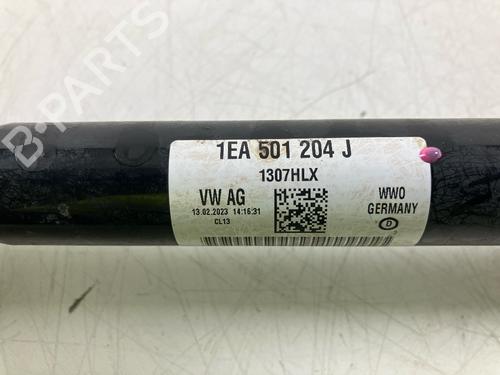 B-PARTS
1EA 501 204 J
1307HLX
VW AG
13.02.2023 14:16:31
CL13
WWO
GERMANY
D